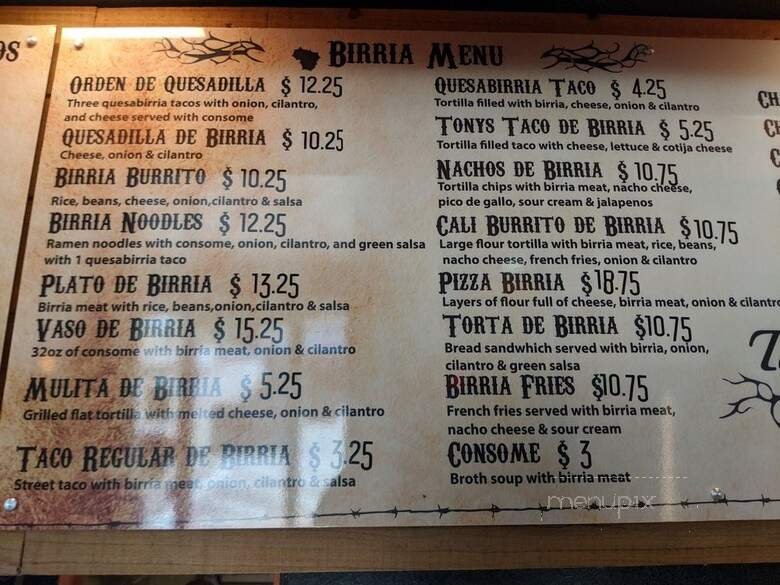 OS
BIRRIA MENU
ORDEN DE QUESADILLA $ 12.25
Three quesabirria tacos with onion, cilantro,
and cheese served with consome
QUESADILLA DE BIRRIA $ 10.25
Cheese, onion & cilantro
BIRRIA BURRITO $ 10.25
Rice, beans, cheese, onion,cilantro & salsa
BIRRIA NOODLES $ 12.25
Ramen noodles with consome, onion, cilantro, and green salsa
with 1 quesabirria taco
PLATO DE BIRRIA $ 13.25
Birria meat with rice, beans,onion,cilantro & salsa
VASO DE BIRRIA $ 15.25
32oz of consome with birria meat, onion & cilantro
MULITA DE BIRRIA $ 5.25
Grilled flat tortilla with melted cheese, onion & cilantro
TACO REGULAR DE BIRRIA $ 3.25
Street taco with birria meat, onion, cilantro & salsa
QUESABIRRIA TACO $ 4.25
Tortilla filled with birria, cheese, onion & cilantro
TONYS TACO DE BIRRIA $ 5.25
Tortilla filled taco with cheese, lettuce & cotija cheese
NACHOS DE BIRRIA $ 10.75
Tortilla chips with birria meat, nacho cheese,
pico de gallo, sour cream & jalapenos
CALI BURRITO DE BIRRIA $10.75
Large flour tortilla with birria meat, rice, beans,
nacho cheese, french fries, onion & cilantro
PIZZA BIRRIA $18.75
Layers of flour full of cheese, birria meat, onion & cilantro
TORTA DE BIRRIA $10.75
Bread sandwhich served with birria, onion,
cilantro & green salsa
BIRRIA FRIES $10.75
French fries served with birria meat,
nacho cheese & sour cream
CONSOME $ 3
Broth soup with birria meat
menupix